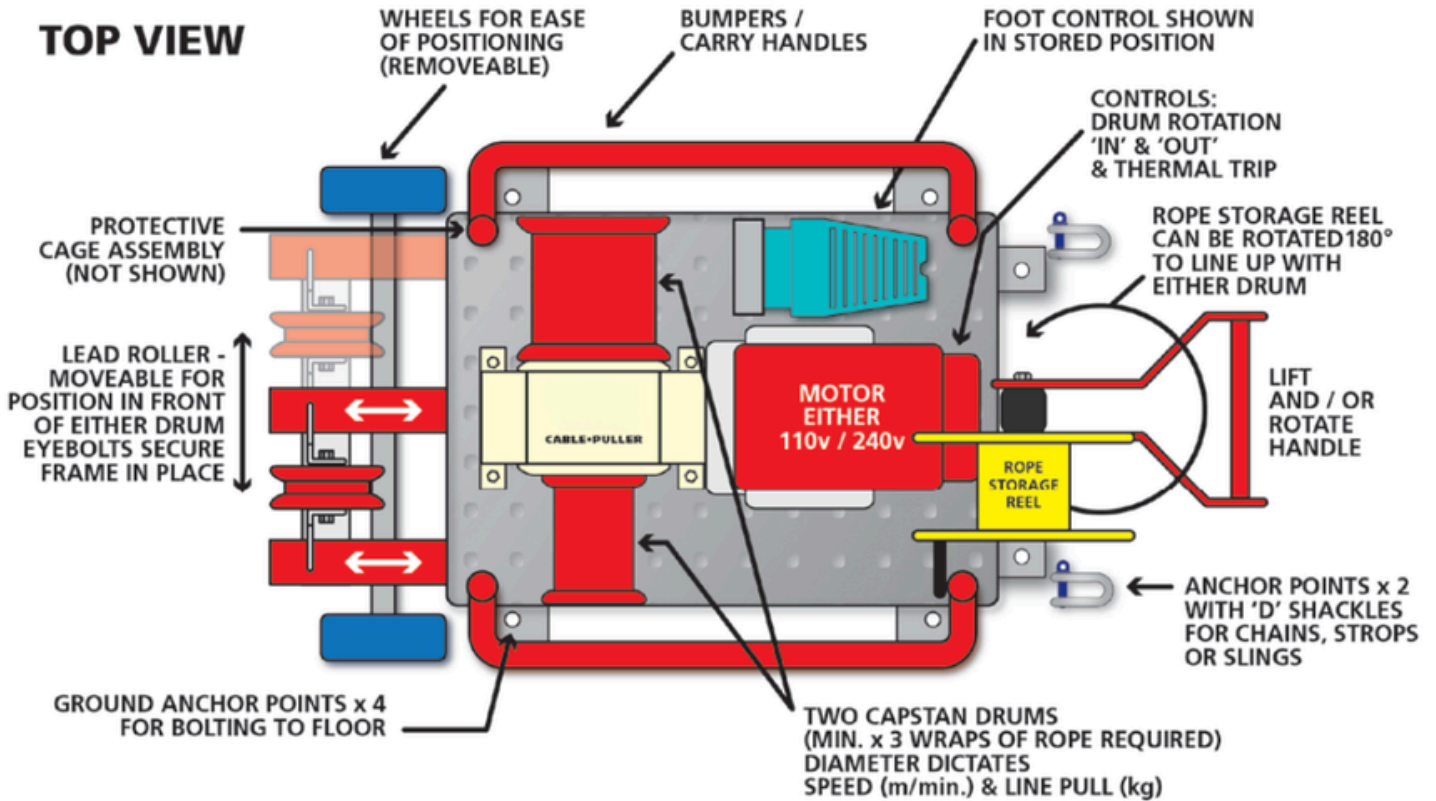 TOP VIEW
WHEELS FOR EASE
OF POSITIONING
(REMOVEABLE)
BUMPERS /
CARRY HANDLES
FOOT CONTROL SHOWN
IN STORED POSITION
CONTROLS:
DRUM ROTATION
‘IN’ & ‘OUT’
& THERMAL TRIP
PROTECTIVE
CAGE ASSEMBLY
(NOT SHOWN)
ROPE STORAGE REEL
CAN BE ROTATED180°
TO LINE UP WITH
EITHER DRUM
LEAD ROLLER -
MOVEABLE FOR
POSITION IN FRONT
OF EITHER DRUM
EYEBOLTS SECURE
FRAME IN PLACE
CABLE•PULLER
MOTOR
EITHER
110v / 240v
ROPE
STORAGE
REEL
LIFT
AND / OR
ROTATE
HANDLE
ANCHOR POINTS x 2
WITH ‘D’ SHACKLES
FOR CHAINS, STROPS
OR SLINGS
GROUND ANCHOR POINTS x 4
FOR BOLTING TO FLOOR
TWO CAPSTAN DRUMS
(MIN. x 3 WRAPS OF ROPE REQUIRED)
DIAMETER DICTATES
SPEED (m/min.) & LINE PULL (kg)